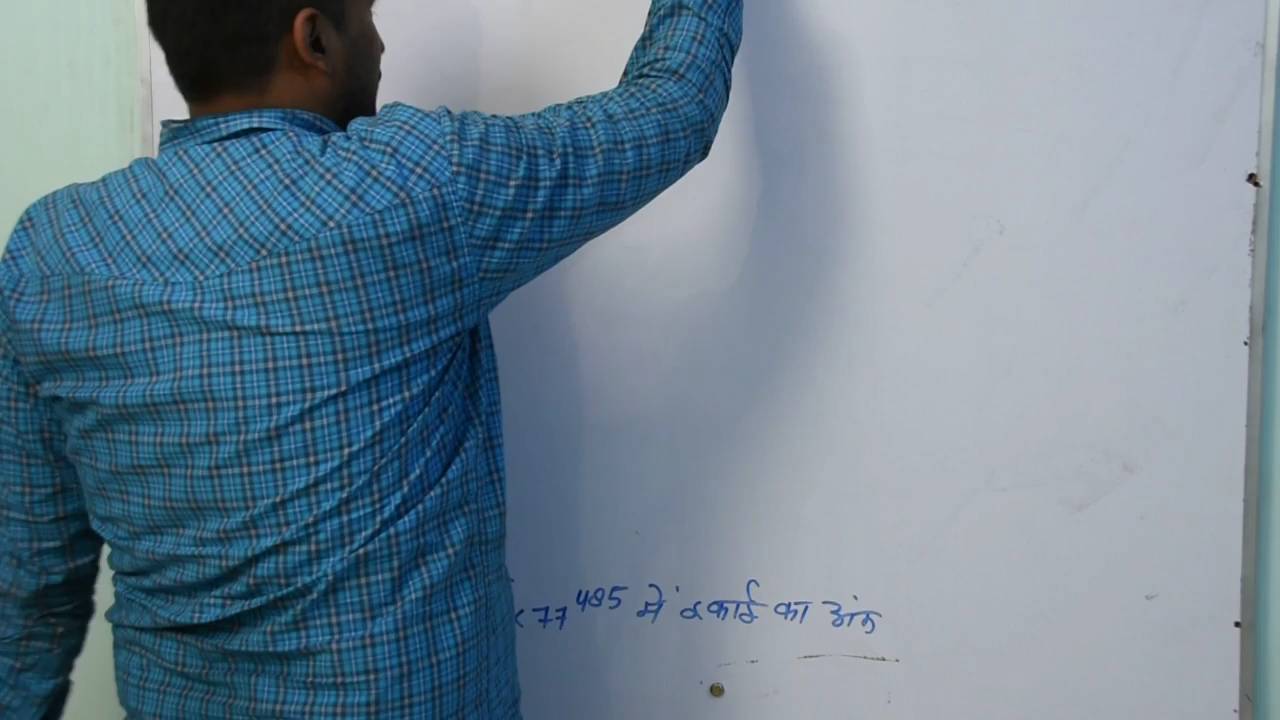 × 77⁴⁸⁵ में इकाई का अंक